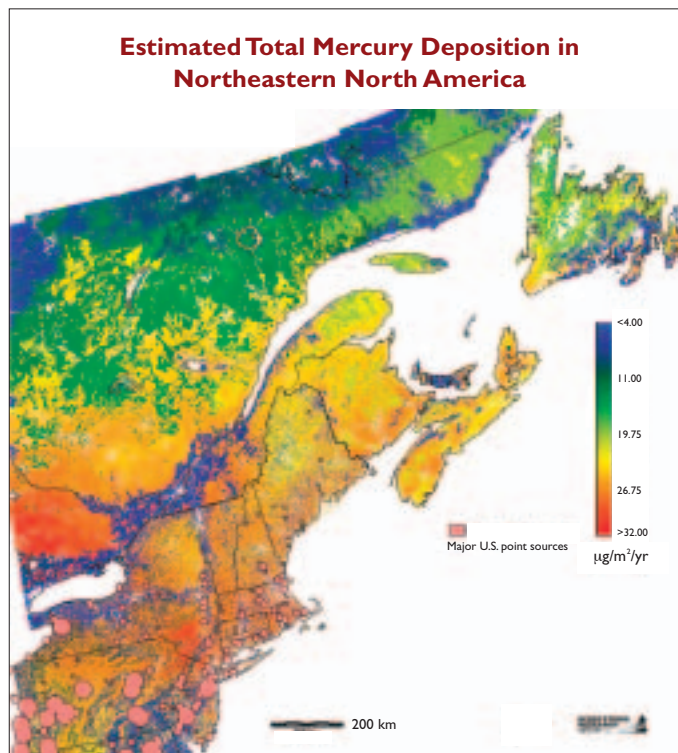 Estimated Total Mercury Deposition in
Northeastern North America
<4.00
11.00
19.75
26.75
>32.00
µg/m²/yr
Major U.S. point sources
200 km